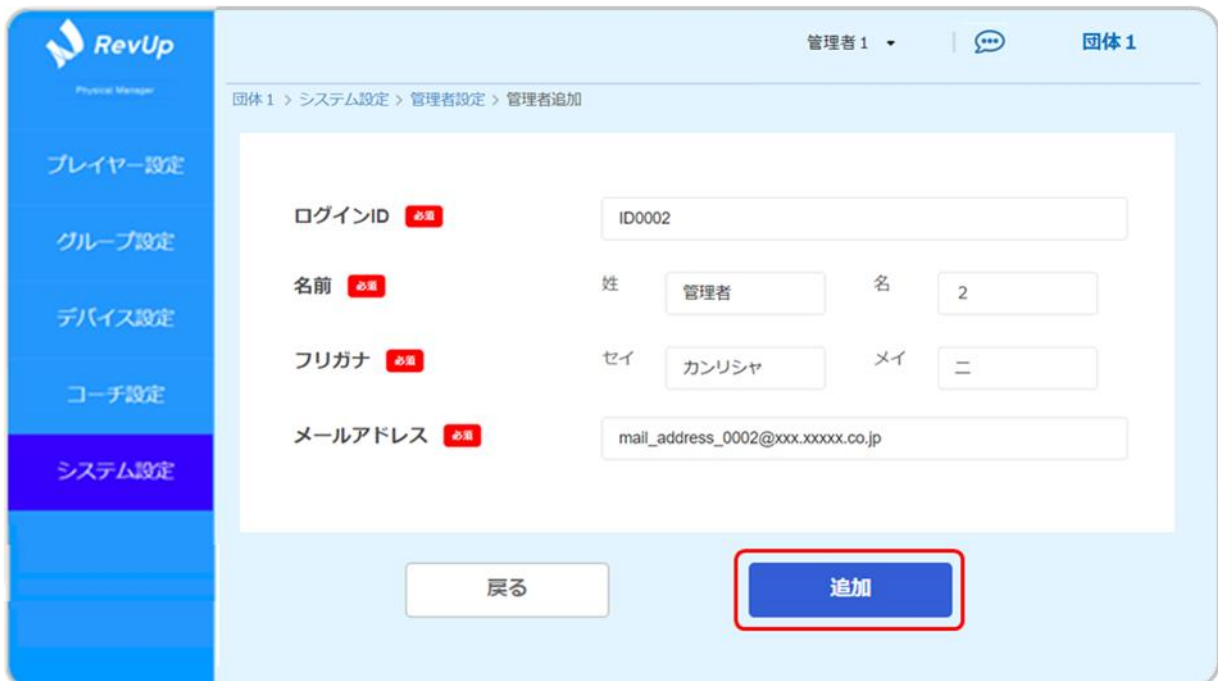 RevUp
Physical Manager
管理者1
団体1
団体1 > システム設定 > 管理者設定 > 管理者追加
プレイヤー設定
グループ設定
デバイス設定
コーチ設定
システム設定
ログインID 必須 ID0002
名前 必須 姓 管理者 名 2
フリガナ 必須 セイ カンリシャ メイ ニ
メールアドレス 必須 mail_address_0002@xxx.xxxxx.co.jp
戻る 追加